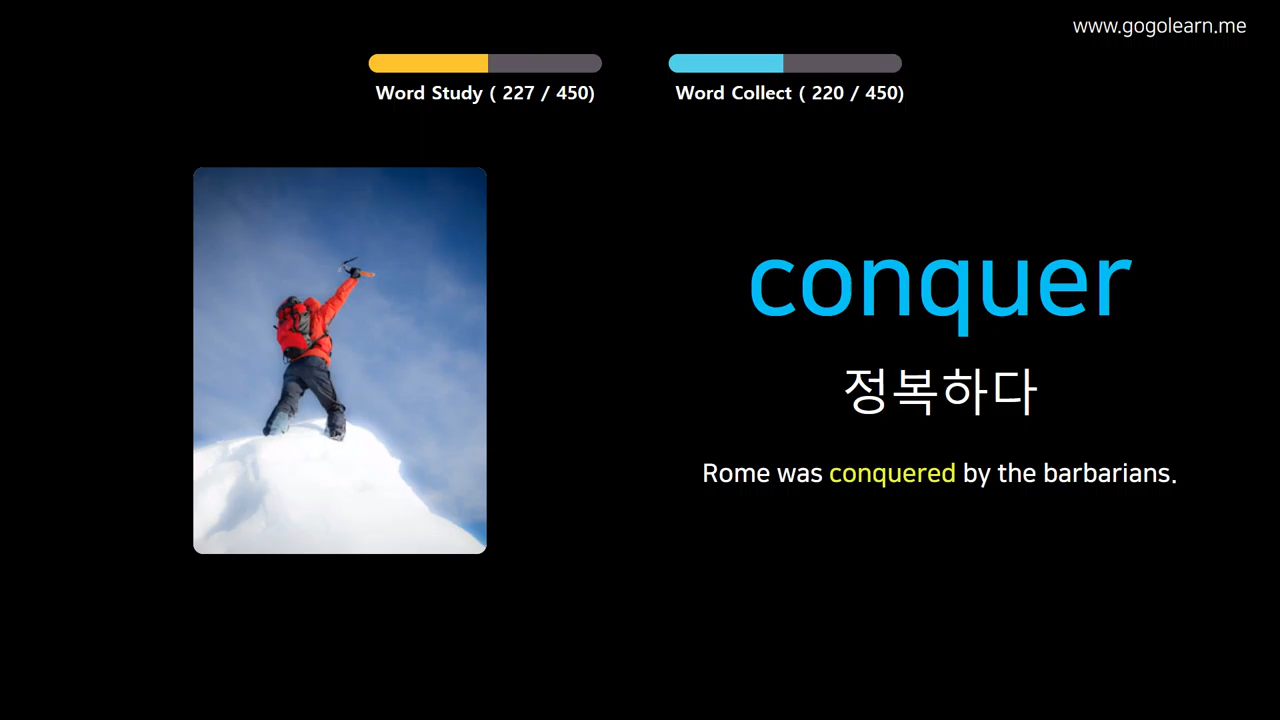 www.gogolearn.me
Word Study ( 227 / 450)
Word Collect ( 220 / 450)
conquer
정복하다
Rome was conquered by the barbarians.